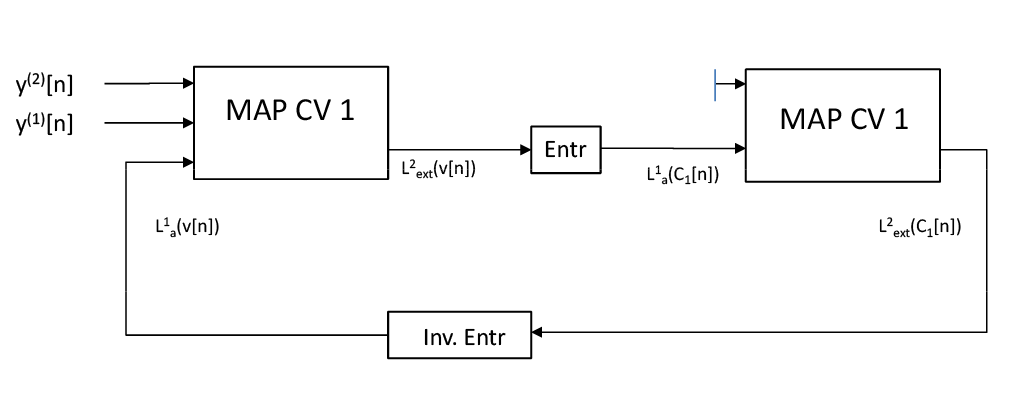 y⁽²⁾[n]
y⁽¹⁾[n]
MAP CV 1
MAP CV 1
Entr
L²ext(v[n])
L¹a(C₁[n])
L¹a(v[n])
L²ext(C₁[n])
Inv. Entr